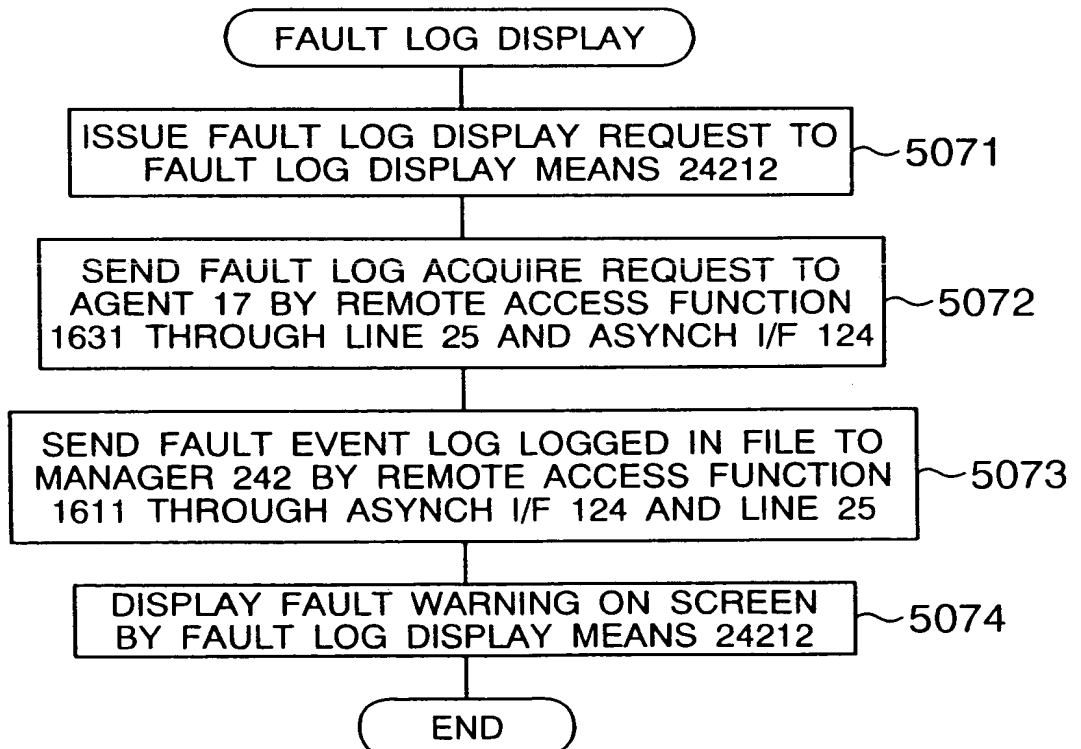 FAULT LOG DISPLAY
ISSUE FAULT LOG DISPLAY REQUEST TO
FAULT LOG DISPLAY MEANS 24212
5071
SEND FAULT LOG ACQUIRE REQUEST TO
AGENT 17 BY REMOTE ACCESS FUNCTION
1631 THROUGH LINE 25 AND ASYNCH I/F 124
5072
SEND FAULT EVENT LOG LOGGED IN FILE TO
MANAGER 242 BY REMOTE ACCESS FUNCTION
1611 THROUGH ASYNCH I/F 124 AND LINE 25
5073
DISPLAY FAULT WARNING ON SCREEN
BY FAULT LOG DISPLAY MEANS 24212
5074
END